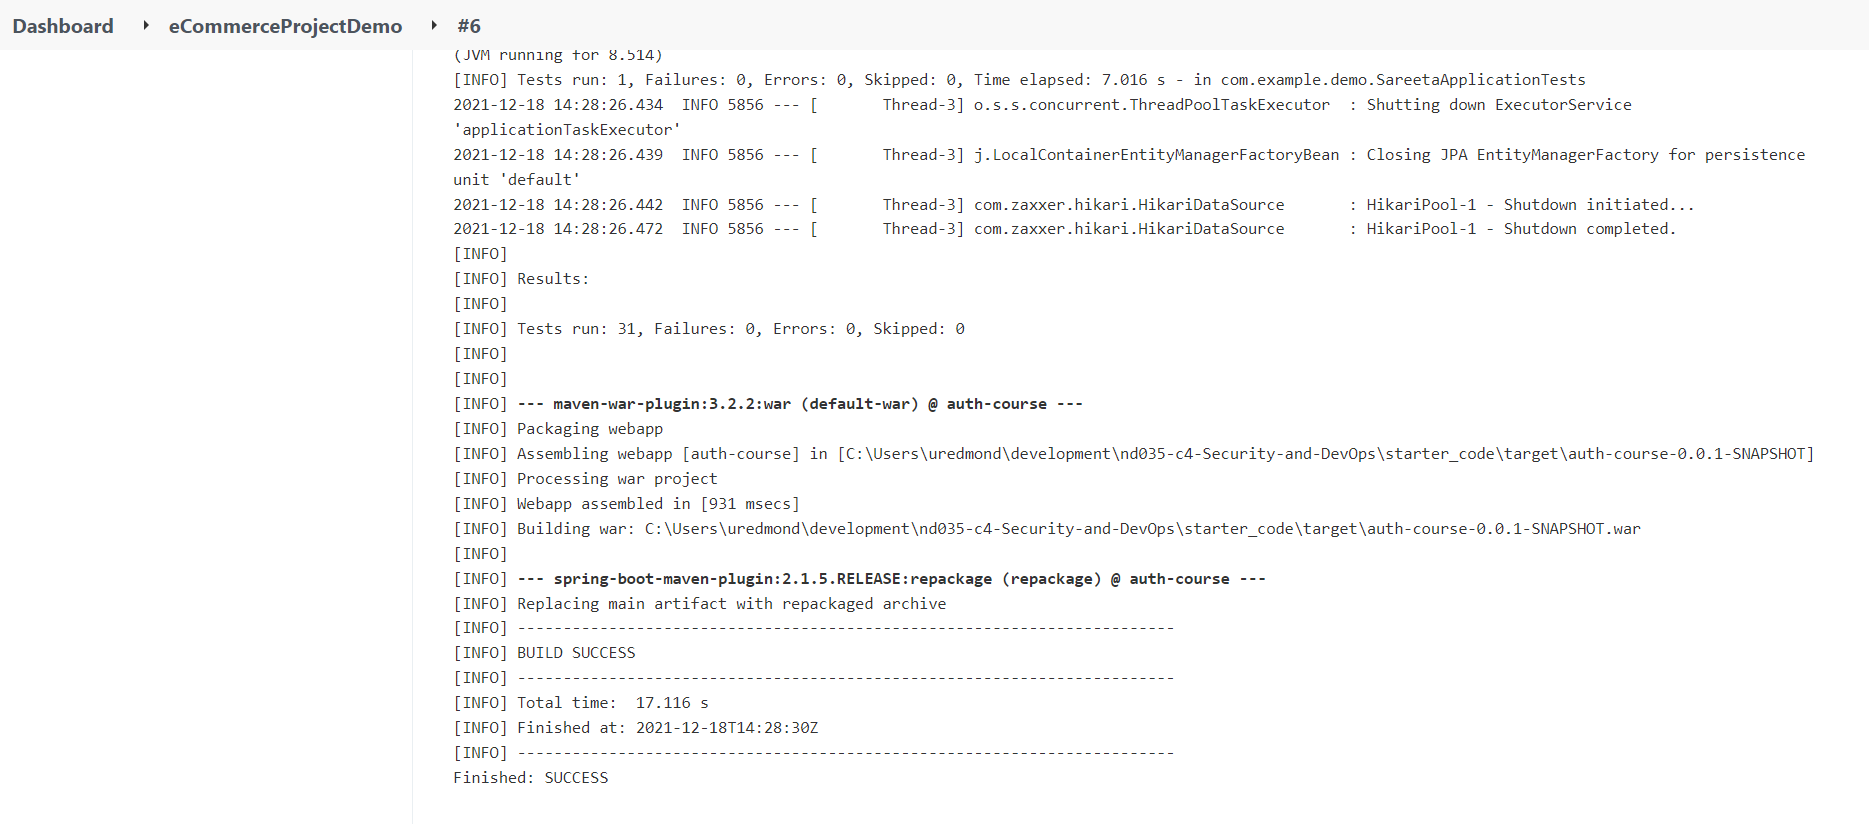 Dashboard eCommerceProjectDemo #6
(JVM running for 8.514)
[INFO] Tests run: 1, Failures: 0, Errors: 0, Skipped: 0, Time elapsed: 7.016 s - in com.example.demo.SareetaApplicationTests
2021-12-18 14:28:26.434  INFO 5856 --- [       Thread-3] o.s.s.concurrent.ThreadPoolTaskExecutor  : Shutting down ExecutorService
'applicationTaskExecutor'
2021-12-18 14:28:26.439  INFO 5856 --- [       Thread-3] j.LocalContainerEntityManagerFactoryBean : Closing JPA EntityManagerFactory for persistence
unit 'default'
2021-12-18 14:28:26.442  INFO 5856 --- [       Thread-3] com.zaxxer.hikari.HikariDataSource       : HikariPool-1 - Shutdown initiated...
2021-12-18 14:28:26.472  INFO 5856 --- [       Thread-3] com.zaxxer.hikari.HikariDataSource       : HikariPool-1 - Shutdown completed.
[INFO]
[INFO] Results:
[INFO]
[INFO] Tests run: 31, Failures: 0, Errors: 0, Skipped: 0
[INFO]
[INFO]
[INFO] --- maven-war-plugin:3.2.2:war (default-war) @ auth-course ---
[INFO] Packaging webapp
[INFO] Assembling webapp [auth-course] in [C:\Users\uredmond\development\nd035-c4-Security-and-DevOps\starter_code\target\auth-course-0.0.1-SNAPSHOT]
[INFO] Processing war project
[INFO] Webapp assembled in [931 msecs]
[INFO] Building war: C:\Users\uredmond\development\nd035-c4-Security-and-DevOps\starter_code\target\auth-course-0.0.1-SNAPSHOT.war
[INFO]
[INFO] --- spring-boot-maven-plugin:2.1.5.RELEASE:repackage (repackage) @ auth-course ---
[INFO] Replacing main artifact with repackaged archive
[INFO] ------------------------------------------------------------------------
[INFO] BUILD SUCCESS
[INFO] ------------------------------------------------------------------------
[INFO] Total time:  17.116 s
[INFO] Finished at: 2021-12-18T14:28:30Z
[INFO] ------------------------------------------------------------------------
Finished: SUCCESS